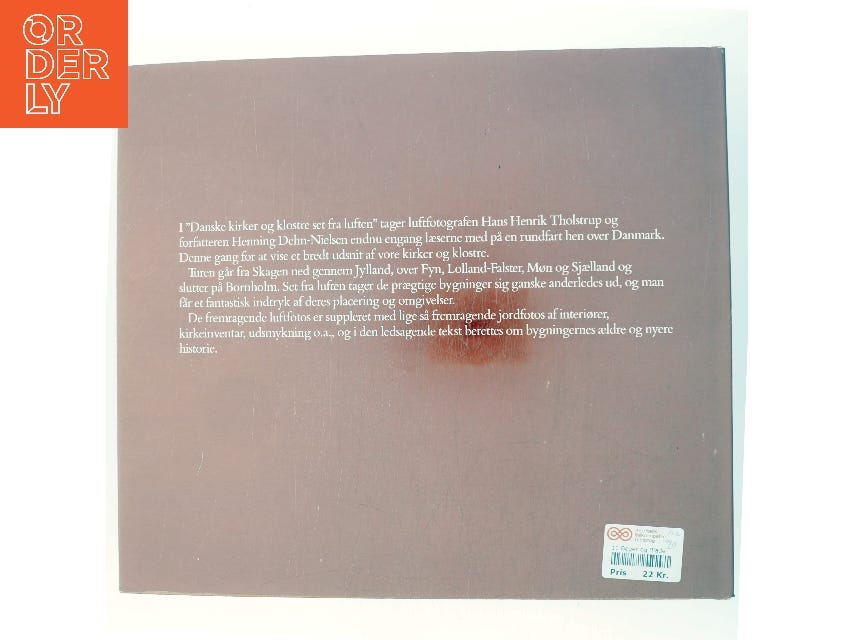 OR
DER
LY
I "Danske kirker og klostre set fra luften" tager luftfotografen Hans Henrik Tholstrup og
forfatteren Henning Dehn-Nielsen endnu engang læserne med på en rundfart hen over Danmark.
Denne gang for at vise et bredt udsnit af vore kirker og klostre.
Turen går fra Skagen ned gennem Jylland, over Fyn, Lolland-Falster, Møn og Sjælland og
slutter på Bornholm. Set fra luften tager de prægtige bygninger sig ganske anderledes ud, og man
får et fantastisk indtryk af deres placering og omgivelser.
De fremragende luftfotos er suppleret med lige så fremragende jordfotos af interiører,
kirkeinventar, udsmykning o.a., og i den ledsagende tekst berettes om bygningernes ældre og nyere
historie.
Pris 22 Kr.